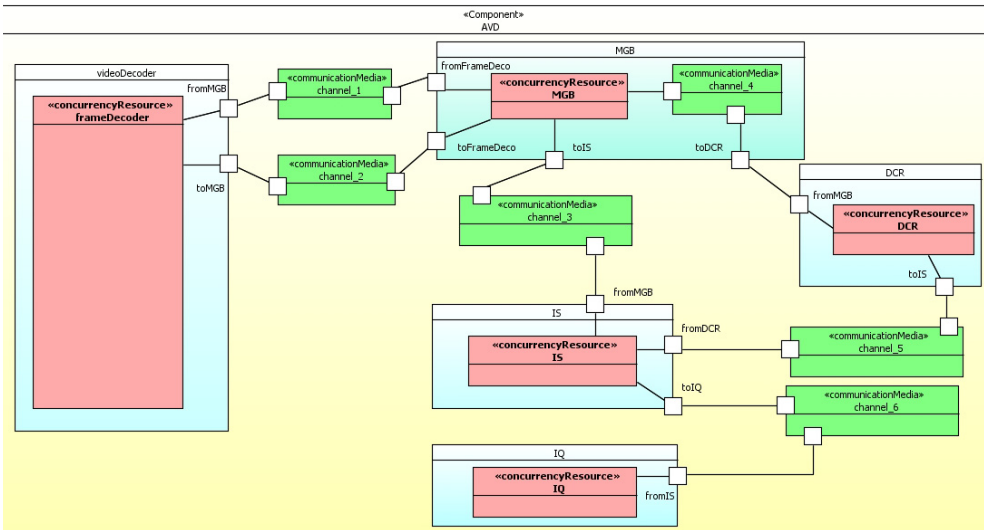 «Component»
AVD
videoDecoder
fromMGB
«concurrencyResource»
frameDecoder
toMGB
«communicationMedia»
channel_1
«communicationMedia»
channel_2
MGB
fromFrameDeco
«concurrencyResource»
MGB
«communicationMedia»
channel_4
toFrameDeco
toIS
toDCR
«communicationMedia»
channel_3
DCR
fromMGB
«concurrencyResource»
DCR
toIS
fromMGB
IS
fromDCR
«concurrencyResource»
IS
toIQ
«communicationMedia»
channel_5
«communicationMedia»
channel_6
IQ
«concurrencyResource»
IQ
fromIS